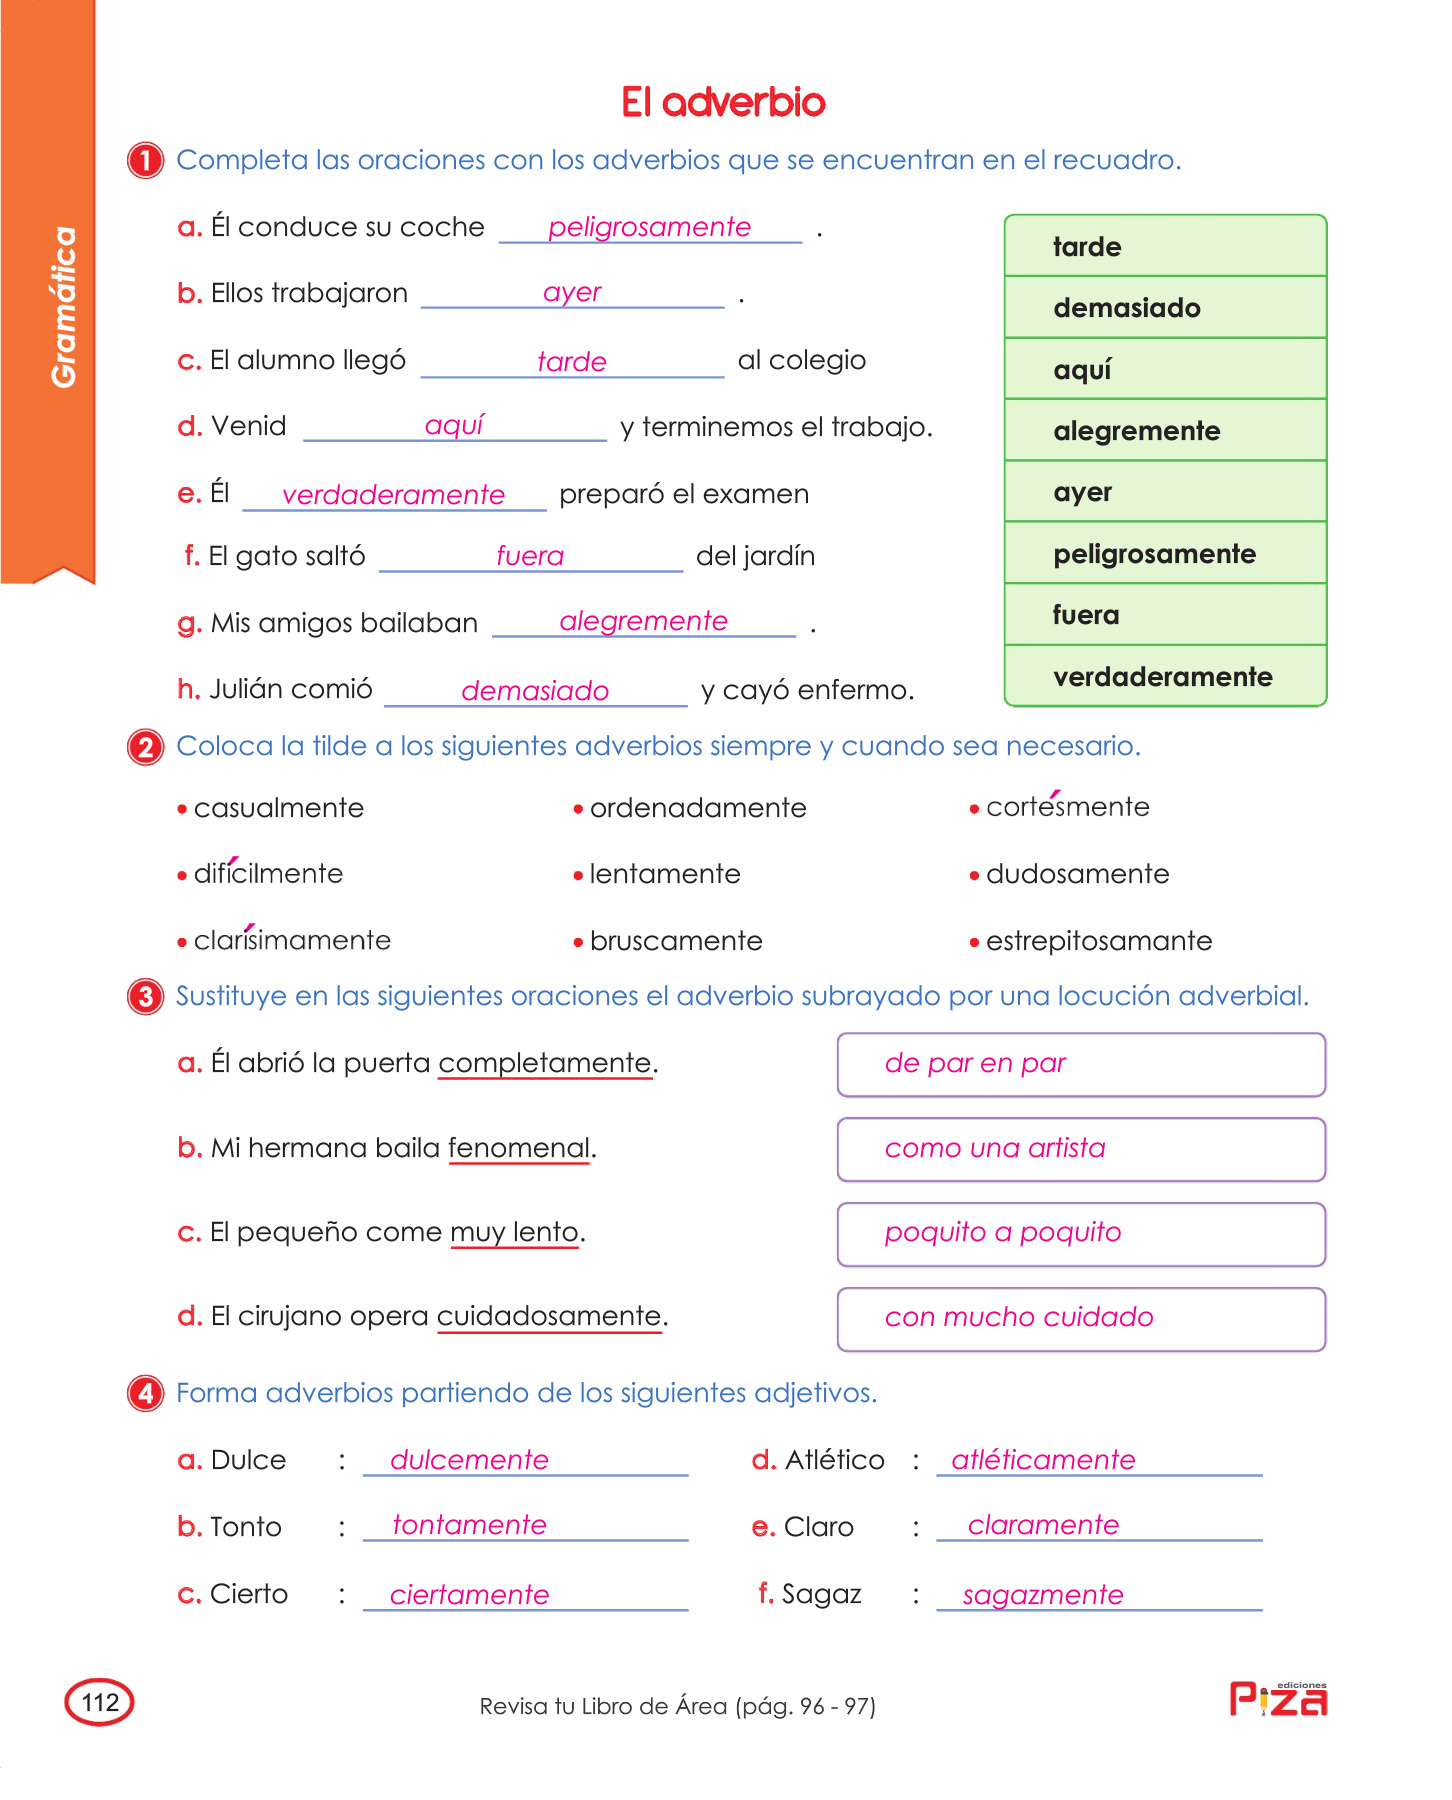 Gramática
El adverbio
1 Completa las oraciones con los adverbios que se encuentran en el recuadro.
a. Él conduce su coche peligrosamente .
b. Ellos trabajaron ayer .
c. El alumno llegó tarde al colegio
d. Venid aquí y terminemos el trabajo.
e. Él verdaderamente preparó el examen
f. El gato saltó fuera del jardín
g. Mis amigos bailaban alegremente .
h. Julián comió demasiado y cayó enfermo.
tarde
demasiado
aquí
alegremente
ayer
peligrosamente
fuera
verdaderamente
2 Coloca la tilde a los siguientes adverbios siempre y cuando sea necesario.
• casualmente • ordenadamente • cortésmente
• difícilmente • lentamente • dudosamente
• clarísimamente • bruscamente • estrepitosamante
3 Sustituye en las siguientes oraciones el adverbio subrayado por una locución adverbial.
a. Él abrió la puerta completamente. de par en par
b. Mi hermana baila fenomenal. como una artista
c. El pequeño come muy lento. poquito a poquito
d. El cirujano opera cuidadosamente. con mucho cuidado
4 Forma adverbios partiendo de los siguientes adjetivos.
a. Dulce : dulcemente d. Atlético : atléticamente
b. Tonto : tontamente e. Claro : claramente
c. Cierto : ciertamente f. Sagaz : sagazmente
112
Revisa tu Libro de Área (pág. 96 - 97)
ediciones
Piza